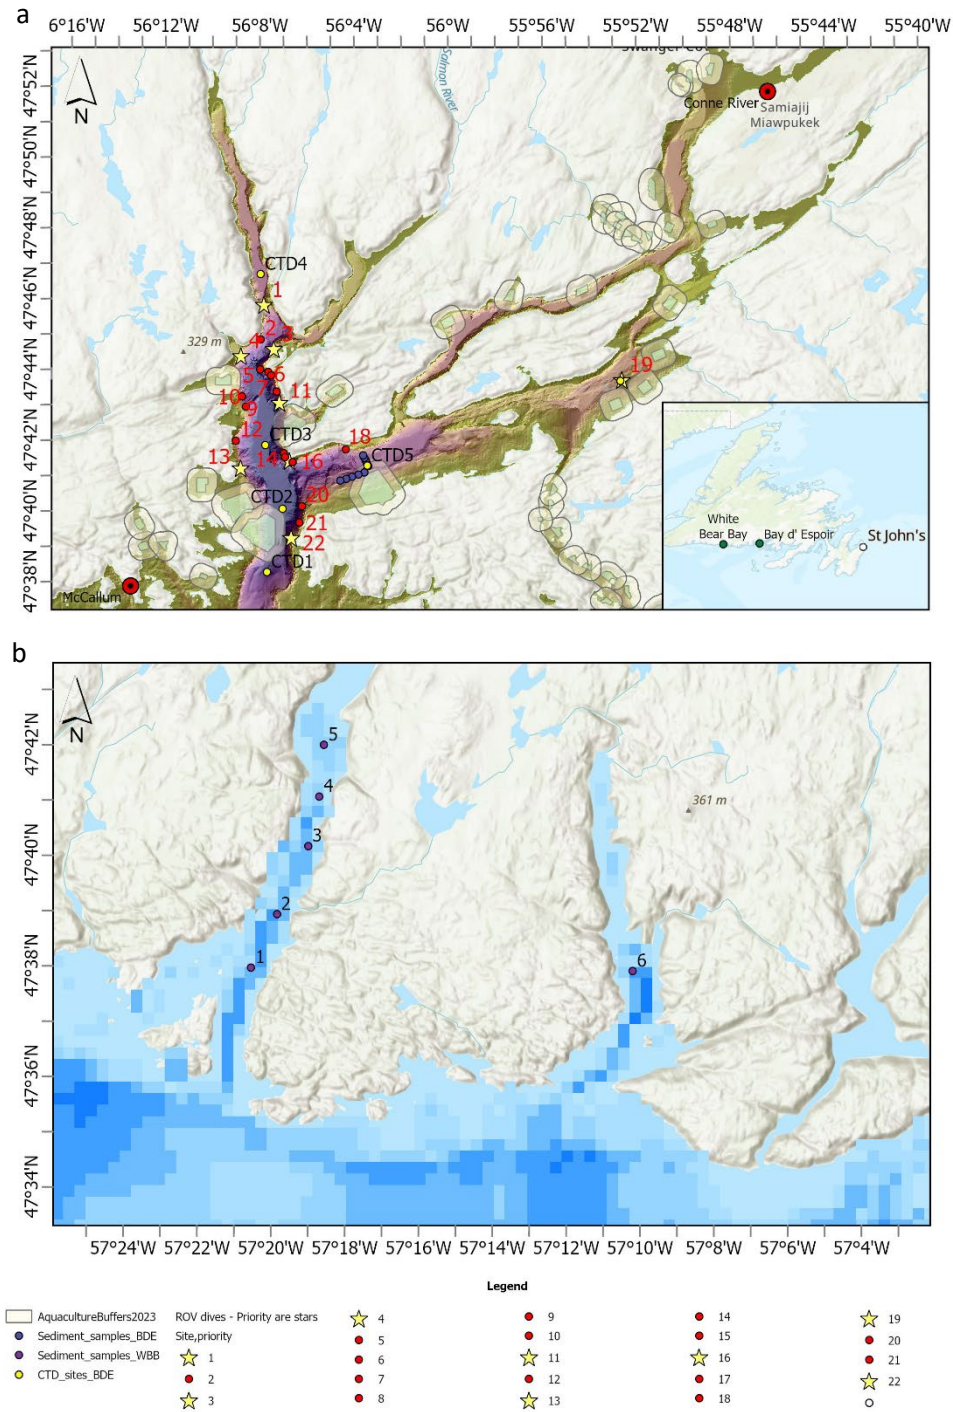 a
6°16'W 56°12'W 56°8'W 56°4'W 55°56'W 55°52'W 55°48'W 55°44'W 55°40'W
47°52'N
47°50'N
47°48'N
47°46'N
47°44'N
47°42'N
47°40'N
47°38'N
N
Salmon River
Conne River
Samiajij
Miawpukek
CTD4
1
2
3
4
329 m
5
6
7
19
10
11
9
12
CTD3
18
13
14
16
CTD5
CTD2
20
21
22
CTD1
McCallum
White
Bear Bay
Bay d' Espoir
St John's
b
47°42'N
47°40'N
47°38'N
47°36'N
47°34'N
N
5
4
361 m
3
2
1
6
57°24'W 57°22'W 57°20'W 57°18'W 57°16'W 57°14'W 57°12'W 57°10'W 57°8'W 57°6'W 57°4'W
Legend
AquacultureBuffers2023
Sediment_samples_BDE
Sediment_samples_WBB
CTD_sites_BDE
ROV dives - Priority are stars
Site,priority
1
2
3
4
5
6
7
8
9
10
11
12
13
14
15
16
17
18
19
20
21
22